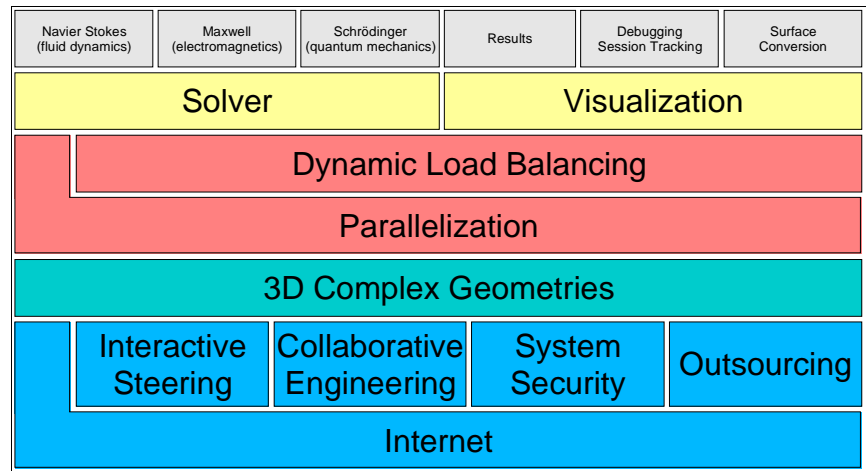 Navier Stokes
(fluid dynamics)
Maxwell
(electromagnetics)
Schrödinger
(quantum mechanics)
Results
Debugging
Session Tracking
Surface
Conversion
Solver
Visualization
Dynamic Load Balancing
Parallelization
3D Complex Geometries
Interactive
Steering
Collaborative
Engineering
System
Security
Outsourcing
Internet